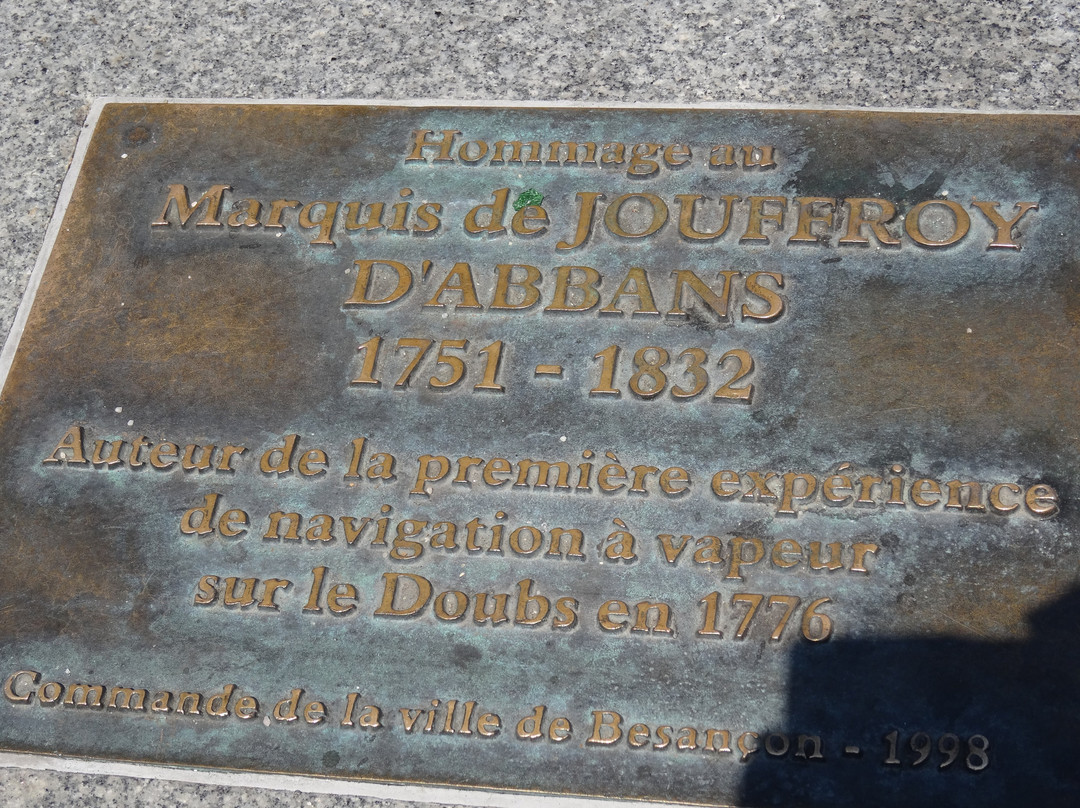 Hommage au
Marquis de JOUFFROY
D'ABBANS
1751 - 1832
Auteur de la première expérience
de navigation à vapeur
sur le Doubs en 1776
Commande de la ville de Besançon - 1998